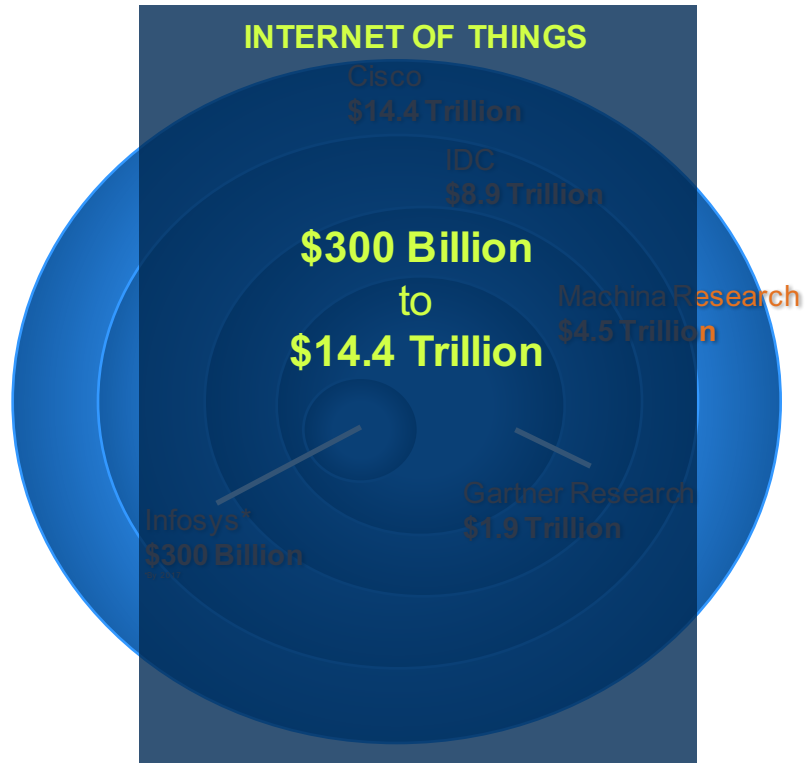 INTERNET OF THINGS
Cisco
$14.4 Trillion
IDC
$8.9 Trillion
$300 Billion
to
$14.4 Trillion
Machina Research
$4.5 Trillion
Gartner Research
$1.9 Trillion
Infosys*
$300 Billion